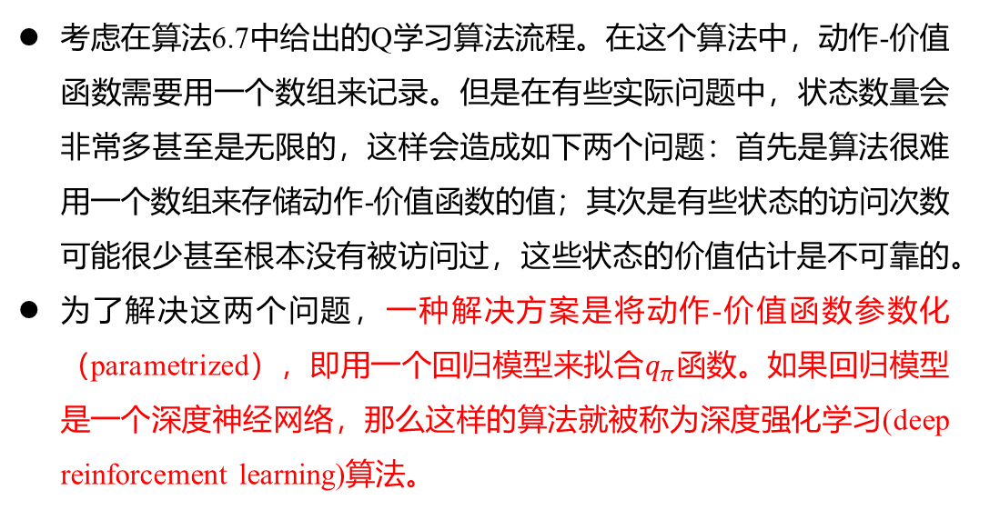 ● 考虑在算法6.7中给出的Q学习算法流程。在这个算法中，动作-价值
函数需要用一个数组来记录。但是在有些实际问题中，状态数量会
非常多甚至是无限的，这样会造成如下两个问题：首先是算法很难
用一个数组来存储动作-价值函数的值；其次是有些状态的访问次数
可能很少甚至根本没有被访问过，这些状态的价值估计是不可靠的。
● 为了解决这两个问题，一种解决方案是将动作-价值函数参数化
（parametrized），即用一个回归模型来拟合qπ函数。如果回归模型
是一个深度神经网络，那么这样的算法就被称为深度强化学习(deep
reinforcement learning)算法。